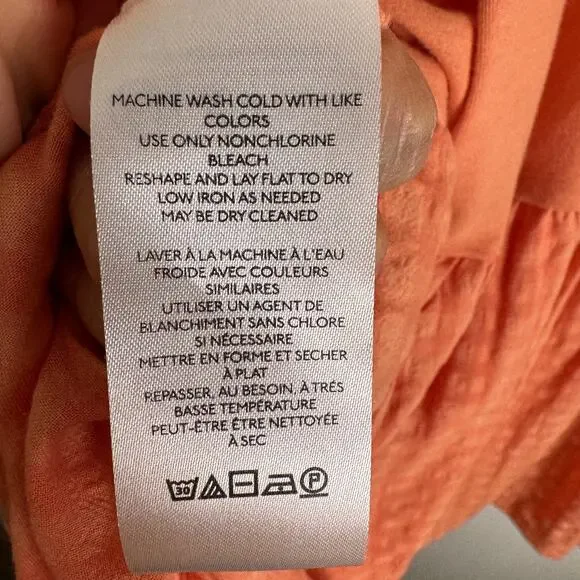 MACHINE WASH COLD WITH LIKE
COLORS
USE ONLY NONCHLORINE
BLEACH
RESHAPE AND LAY FLAT TO DRY
LOW IRON AS NEEDED
MAY BE DRY CLEANED
LAVER À LA MACHINE À L'EAU
FROIDE AVEC COULEURS
SIMILAIRES
UTILISER UN AGENT DE
BLANCHIMENT SANS CHLORE
SI NÉCESSAIRE
METTRE EN FORME ET SECHER
À PLAT
REPASSER, AU BESOIN, À TRÉS
BASSE TEMPÉRATURE
PEUT-ÊTRE ÊTRE NETTOYÉE
À SEC
30 P